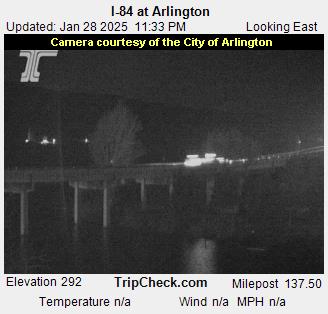 I-84 at Arlington
Updated: Jan 28 2025 11:33 PM Looking East
Camera courtesy of the City of Arlington
Elevation 292 TripCheck.com Milepost 137.50
Temperature n/a Wind n/a MPH n/a